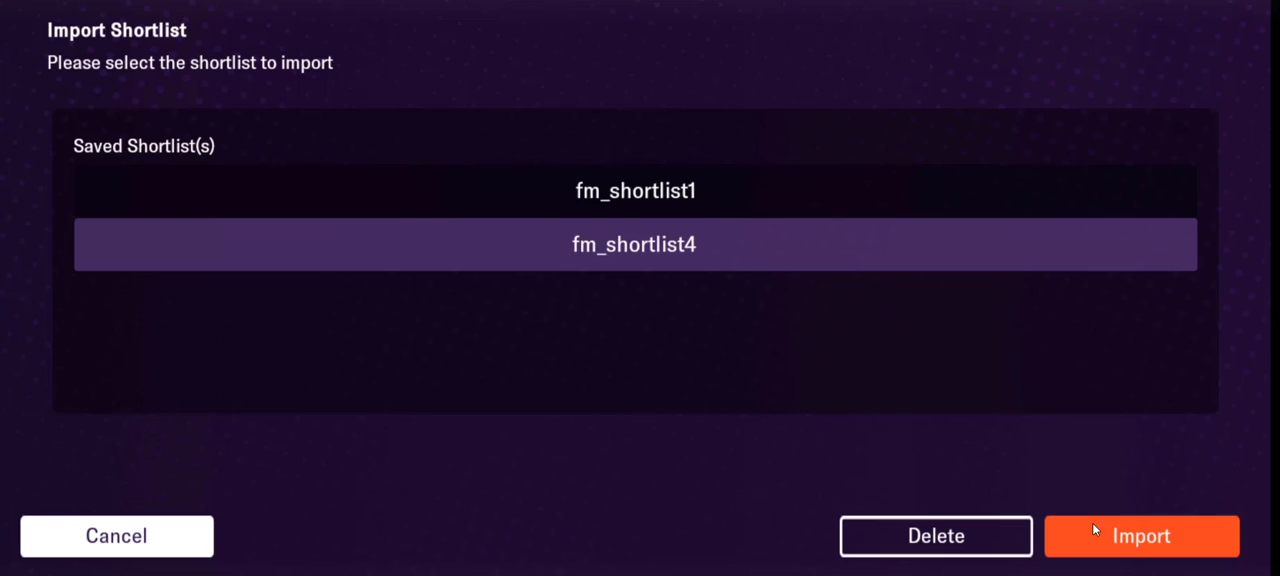 Import Shortlist
Please select the shortlist to import
Saved Shortlist(s)
fm_shortlist1
fm_shortlist4
Cancel
Delete
Import